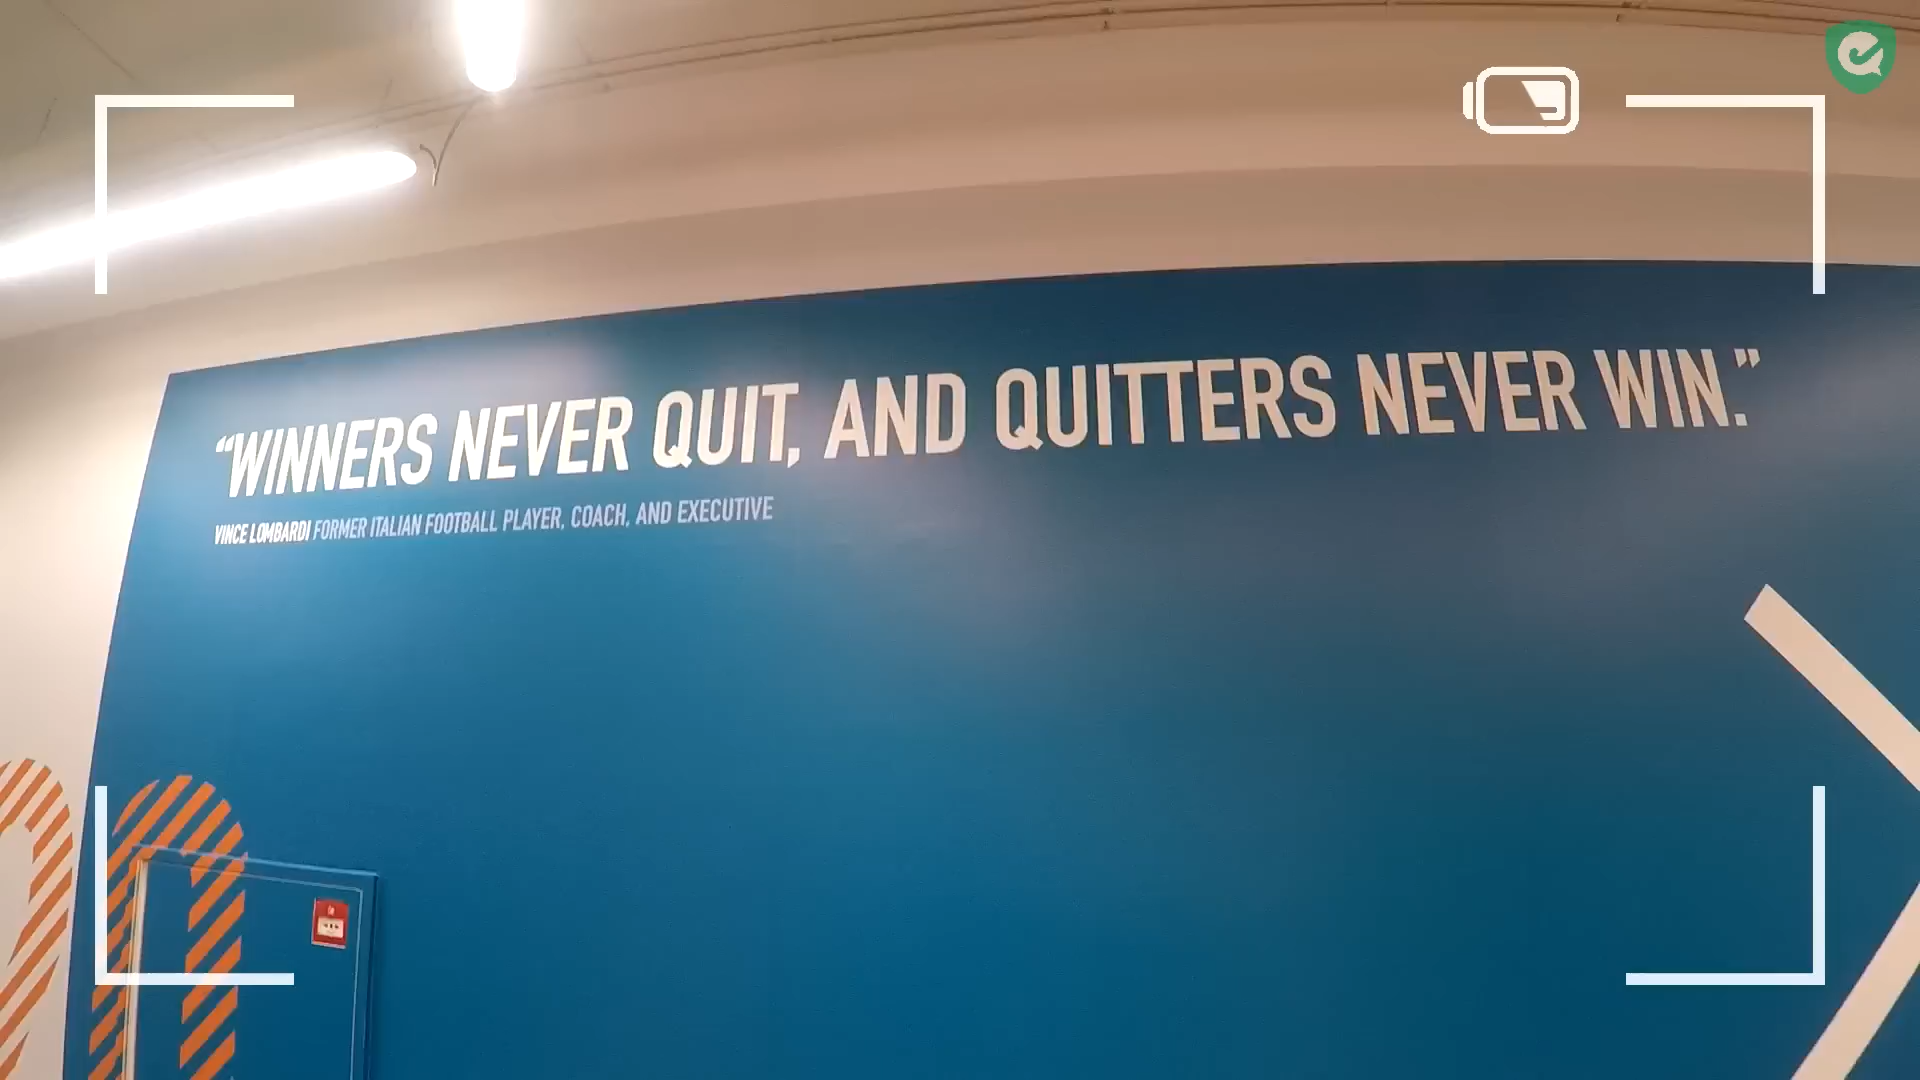 “WINNERS NEVER QUIT, AND QUITTERS NEVER WIN.”
VINCE LOMBARDI FORMER ITALIAN FOOTBALL PLAYER, COACH, AND EXECUTIVE